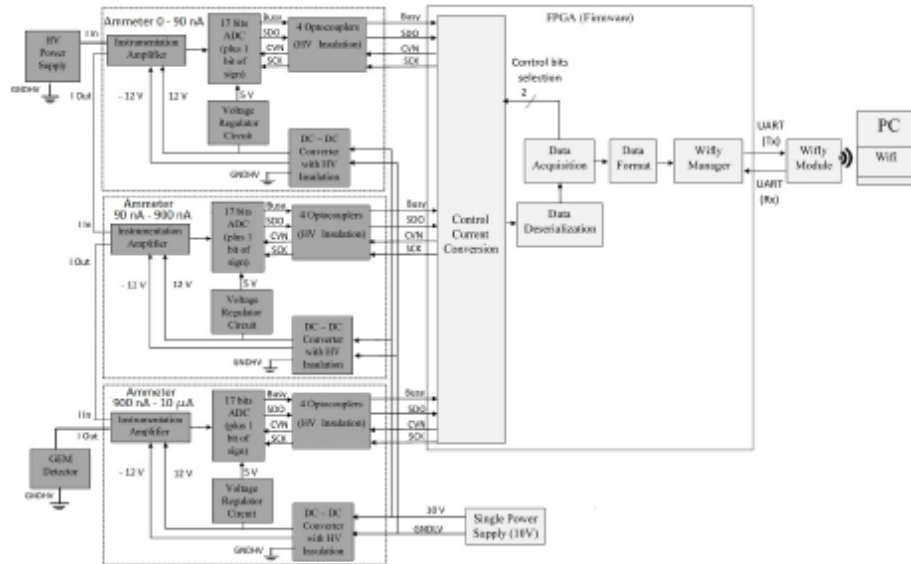 FPGA (Firmware)
Ammeter 0 - 90 nA
I In
HV
Power
Supply
GNDHV
I Out
Instrumentation
Amplifier
17 bits
ADC
(plus 1
bit of
sign)
Busy
SDO
CVN
SCK
4 Optocouplers
(HV Insulation)
Busy
SDO
CVN
SCK
- 12 V
12 V
5 V
Voltage
Regulator
Circuit
DC – DC
Converter
with HV
Insulation
GNDHV
Ammeter
90 nA - 900 nA
I In
Instrumentation
Amplifier
I Out
17 bits
ADC
(plus 1
bit of
sign)
Busy
SDO
CVN
SCK
4 Optocouplers
(HV Insulation)
Busy
SDO
CVN
SCK
- 12 V
12 V
5 V
Voltage
Regulator
Circuit
DC – DC
Converter
with HV
Insulation
GNDHV
Ammeter
900 nA - 10 μA
I In
Instrumentation
Amplifier
I Out
GEM
Detector
GNDHV
17 bits
ADC
(plus 1
bit of
sign)
Busy
SDO
CVN
SCK
4 Optocouplers
(HV Insulation)
Busy
SDO
CVN
SCK
- 12 V
12 V
5 V
Voltage
Regulator
Circuit
DC – DC
Converter
with HV
Insulation
GNDHV
10 V
GNDLV
Single Power
Supply (10V)
Control
Current
Conversion
Control bits
selection
2
Data
Acquisition
Data
Format
Wifly
Manager
Data
Deserialization
UART
(Tx)
UART
(Rx)
Wifly
Module
PC
Wifi